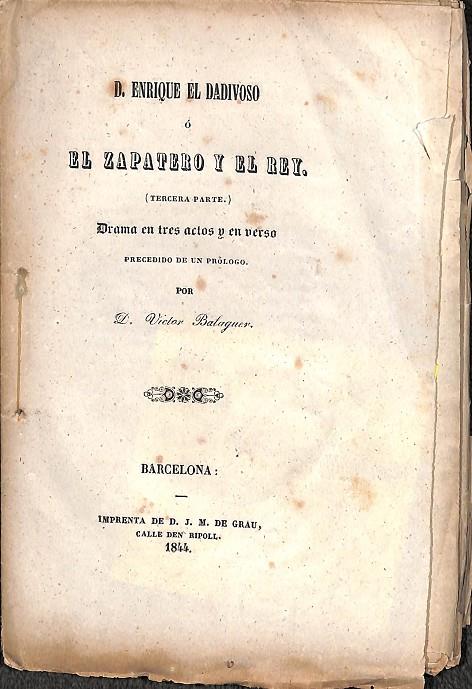 D. ENRIQUE EL DADIVOSO
ó
EL ZAPATERO Y EL REY.
(TERCERA PARTE.)
Drama en tres actos y en verso
PRECEDIDO DE UN PRÓLOGO.
POR
D. Victor Balaguer.
BARCELONA:
IMPRENTA DE D. J. M. DE GRAU,
CALLE DEN RIPOLL.
1844.